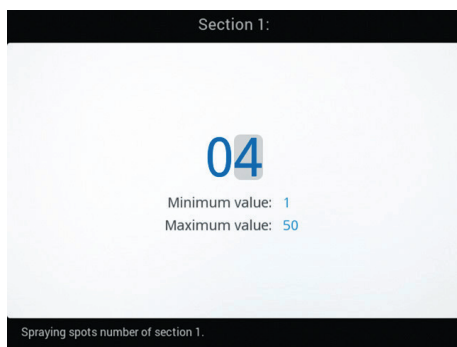 Section 1:
04
Minimum value: 1
Maximum value: 50
Spraying spots number of section 1.